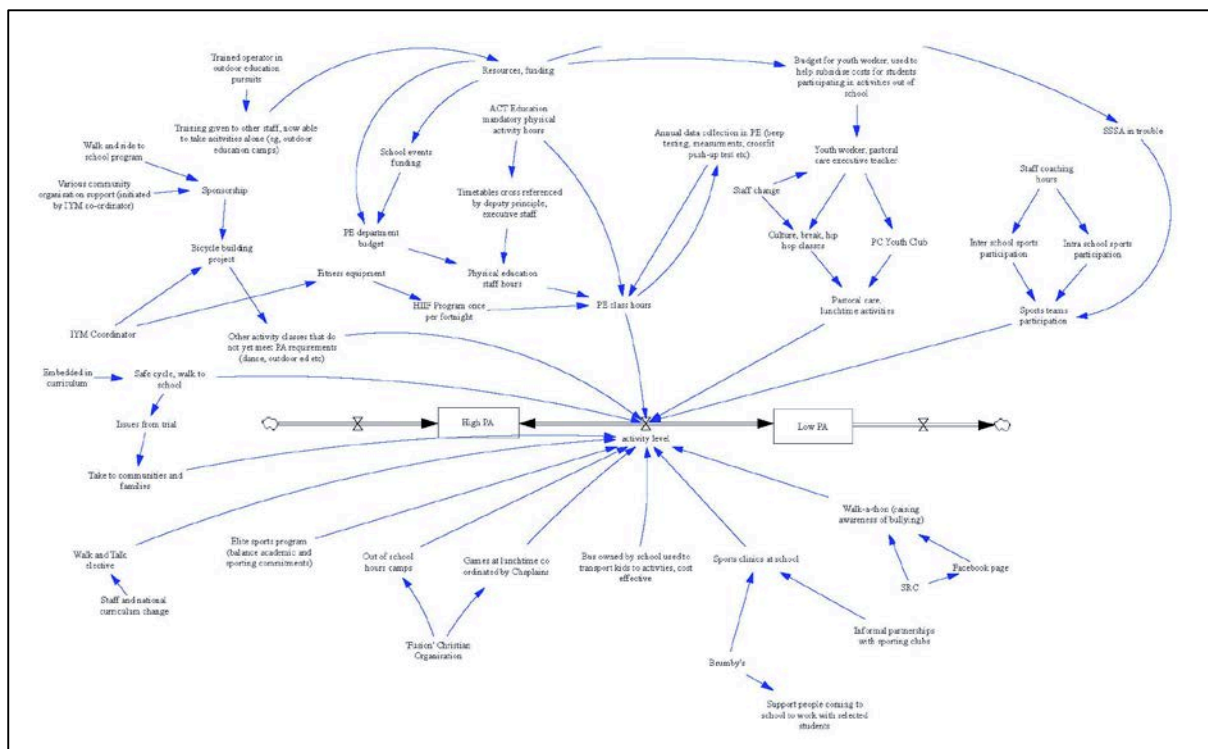 Trained operator in
outdoor education
pursuits
Resources, funding
Budget for youth worker, used to
help subsidise costs for students
participating in activities out of
school
Training given to other staff, now able
to take activities alone (eg, outdoor
education camps)
ACT Education
mandatory physical
activity hours
Annual data collection in PE (beep
testing, measurments, crossfit
push-up test etc)
SSSA in trouble
Walk and ride to
school program
School events
funding
Youth worker, pastoral
care executive teacher
Staff coaching
hours
Various community
organisation support (initiated
by IYM co-ordinator)
Sponsorship
Timetables cross referenced
by deputy principle,
executive staff
Staff change
PE department
budget
Culture, break, hip
hop classes
PC Youth Club
Inter school sports
participation
Intra school sports
participation
Bicycle building
project
Fitness equipment
Physical education
staff hours
HIIF Program once
per fortnight
PE class hours
Pastoral care,
lunchtime activities
Sports teams
participation
IYM Coordinator
Other activity classes that do
not yet meet PA requirements
(dance, outdoor ed etc)
Embedded in
curriculum
Safe cycle, walk to
school
Issues from trial
High PA
activity level
Low PA
Take to communities and
families
Walk-a-thon (raising
awareness of bullying)
Walk and Talk
elective
Elite sports program
(balance academic and
sporting commitments)
Out of school
hours camps
Games at lunchtime co
ordinated by Chaplains
Bus owned by school used to
transport kids to activties, cost
effective
Sports clinics at school
Facebook page
SRC
Staff and national
curriculum change
'Fusion' Christian
Organisation
Informal partnerships
with sporting clubs
Brumby's
Support people coming to
school to work with selected
students